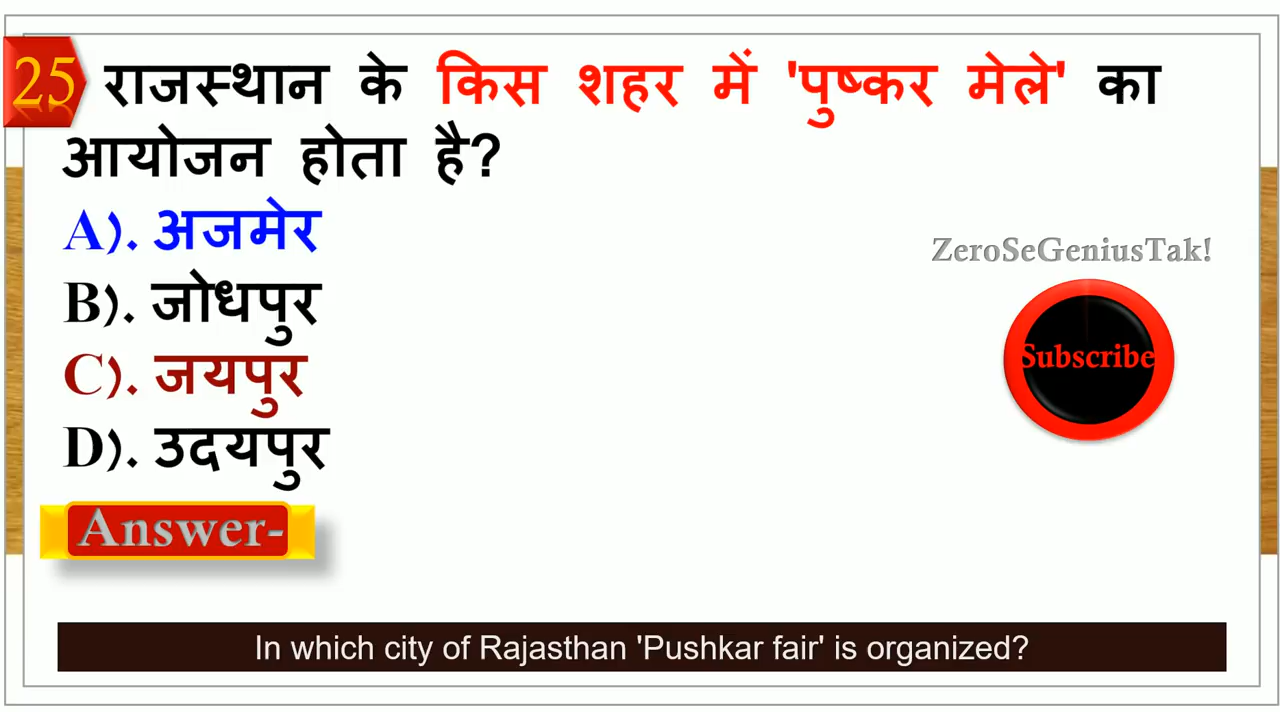 25 राजस्थान के किस शहर में 'पुष्कर मेले' का
आयोजन होता है?
A). अजमेर
B). जोधपुर
C). जयपुर
D). उदयपुर
ZeroSeGeniusTak!
Subscribe
Answer-
In which city of Rajasthan 'Pushkar fair' is organized?